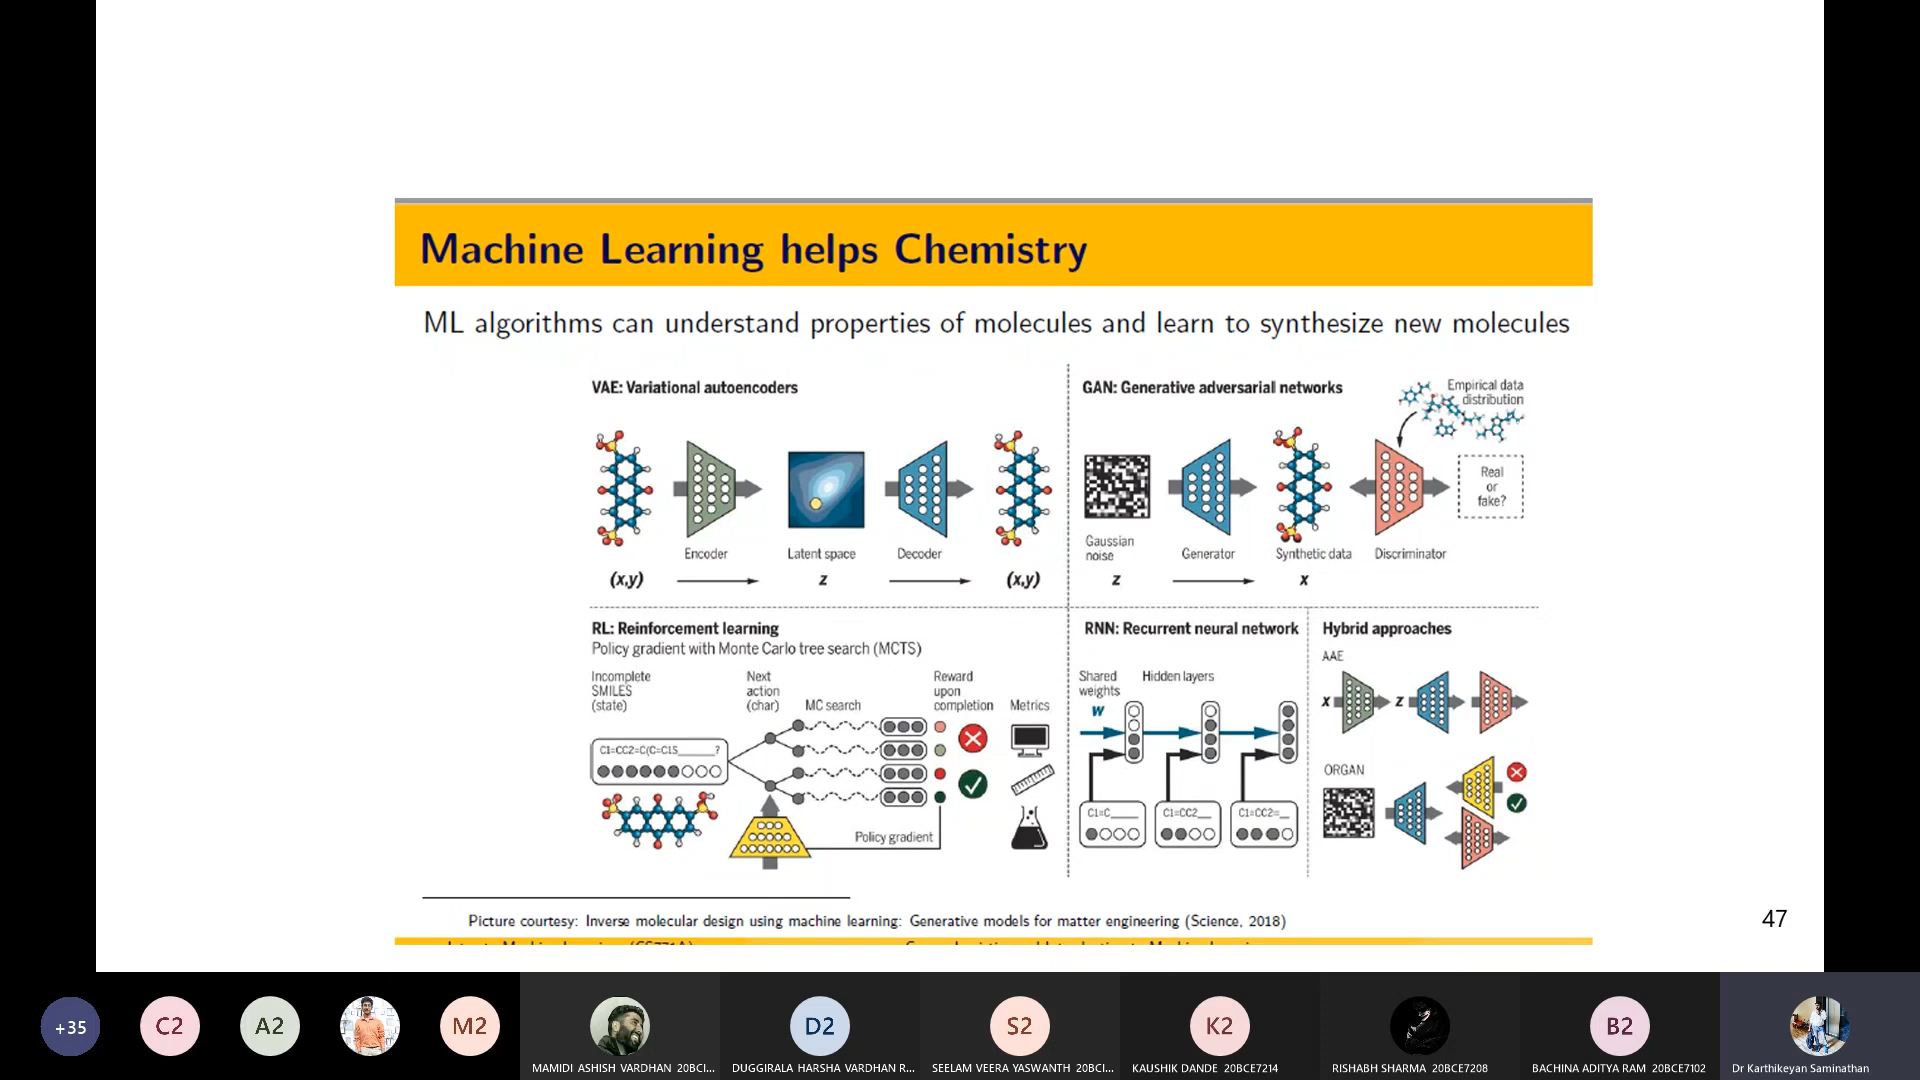 Machine Learning helps Chemistry
ML algorithms can understand properties of molecules and learn to synthesize new molecules
VAE: Variational autoencoders
Encoder
Latent space
Decoder
(x,y)
z
(x,y)
GAN: Generative adversarial networks
Empirical data
distribution
Real
or
fake?
Gaussian
noise
Generator
Synthetic data
Discriminator
z
x
RL: Reinforcement learning
Policy gradient with Monte Carlo tree search (MCTS)
Incomplete
SMILES
(state)
Next
action
(char)
MC search
Reward
upon
completion
Metrics
C1=CC2=C(C=C1S_____?
Policy gradient
RNN: Recurrent neural network
Shared
weights
Hidden layers
W
C1=C____
C1=CC2__
C1=CC2=_
Hybrid approaches
AAE
x
z
ORGAN
Picture courtesy: Inverse molecular design using machine learning: Generative models for matter engineering (Science, 2018)
47
+35
C2
A2
M2
D2
S2
K2
B2
MAMIDI ASHISH VARDHAN 20BCI...
DUGGIRALA HARSHA VARDHAN R...
SEELAM VEERA YASWANTH 20BCI...
KAUSHIK DANDE 20BCE7214
RISHABH SHARMA 20BCE7208
BACHINA ADITYA RAM 20BCE7102
Dr Karthikeyan Saminathan